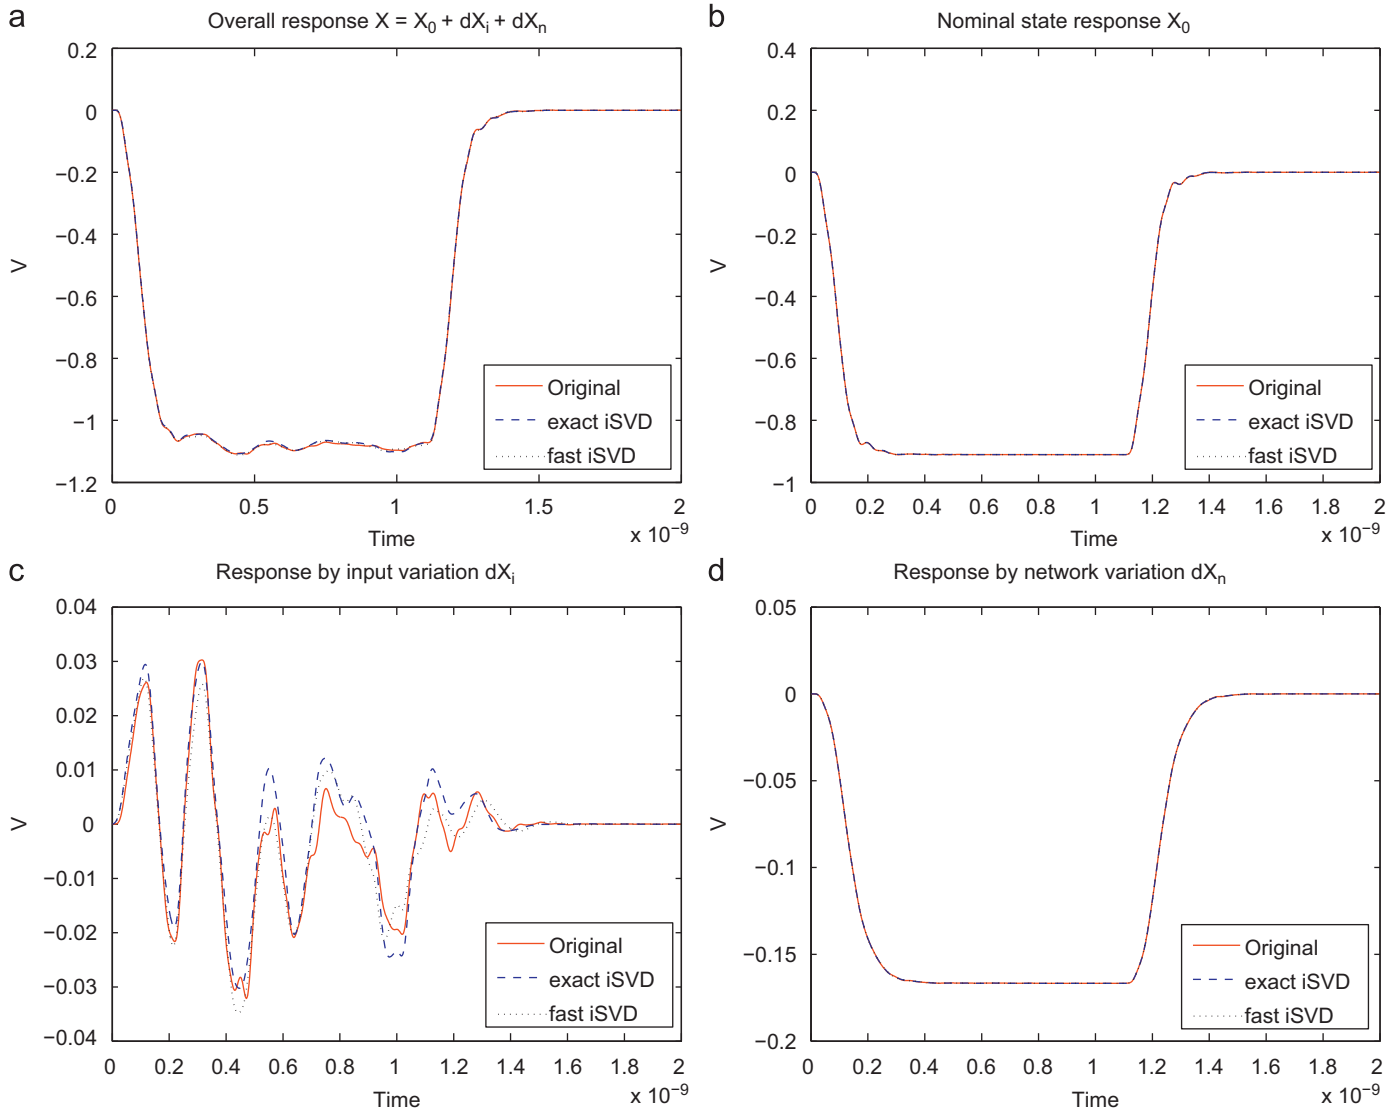 a
Overall response X = X0 + dXi + dXn
0.2
0
−0.2
−0.4
−0.6
−0.8
−1
−1.2
V
0
0.5
1
1.5
2
x 10−9
Time
Original
exact iSVD
fast iSVD
b
Nominal state response X0
0.4
0.2
0
−0.2
−0.4
−0.6
−0.8
−1
V
0
0.2
0.4
0.6
0.8
1
1.2
1.4
1.6
1.8
2
x 10−9
Time
Original
exact iSVD
fast iSVD
c
Response by input variation dXi
0.04
0.03
0.02
0.01
0
−0.01
−0.02
−0.03
−0.04
V
0
0.2
0.4
0.6
0.8
1
1.2
1.4
1.6
1.8
2
x 10−9
Time
Original
exact iSVD
fast iSVD
d
Response by network variation dXn
0.05
0
−0.05
−0.1
−0.15
−0.2
V
0
0.2
0.4
0.6
0.8
1
1.2
1.4
1.6
1.8
2
x 10−9
Time
Original
exact iSVD
fast iSVD